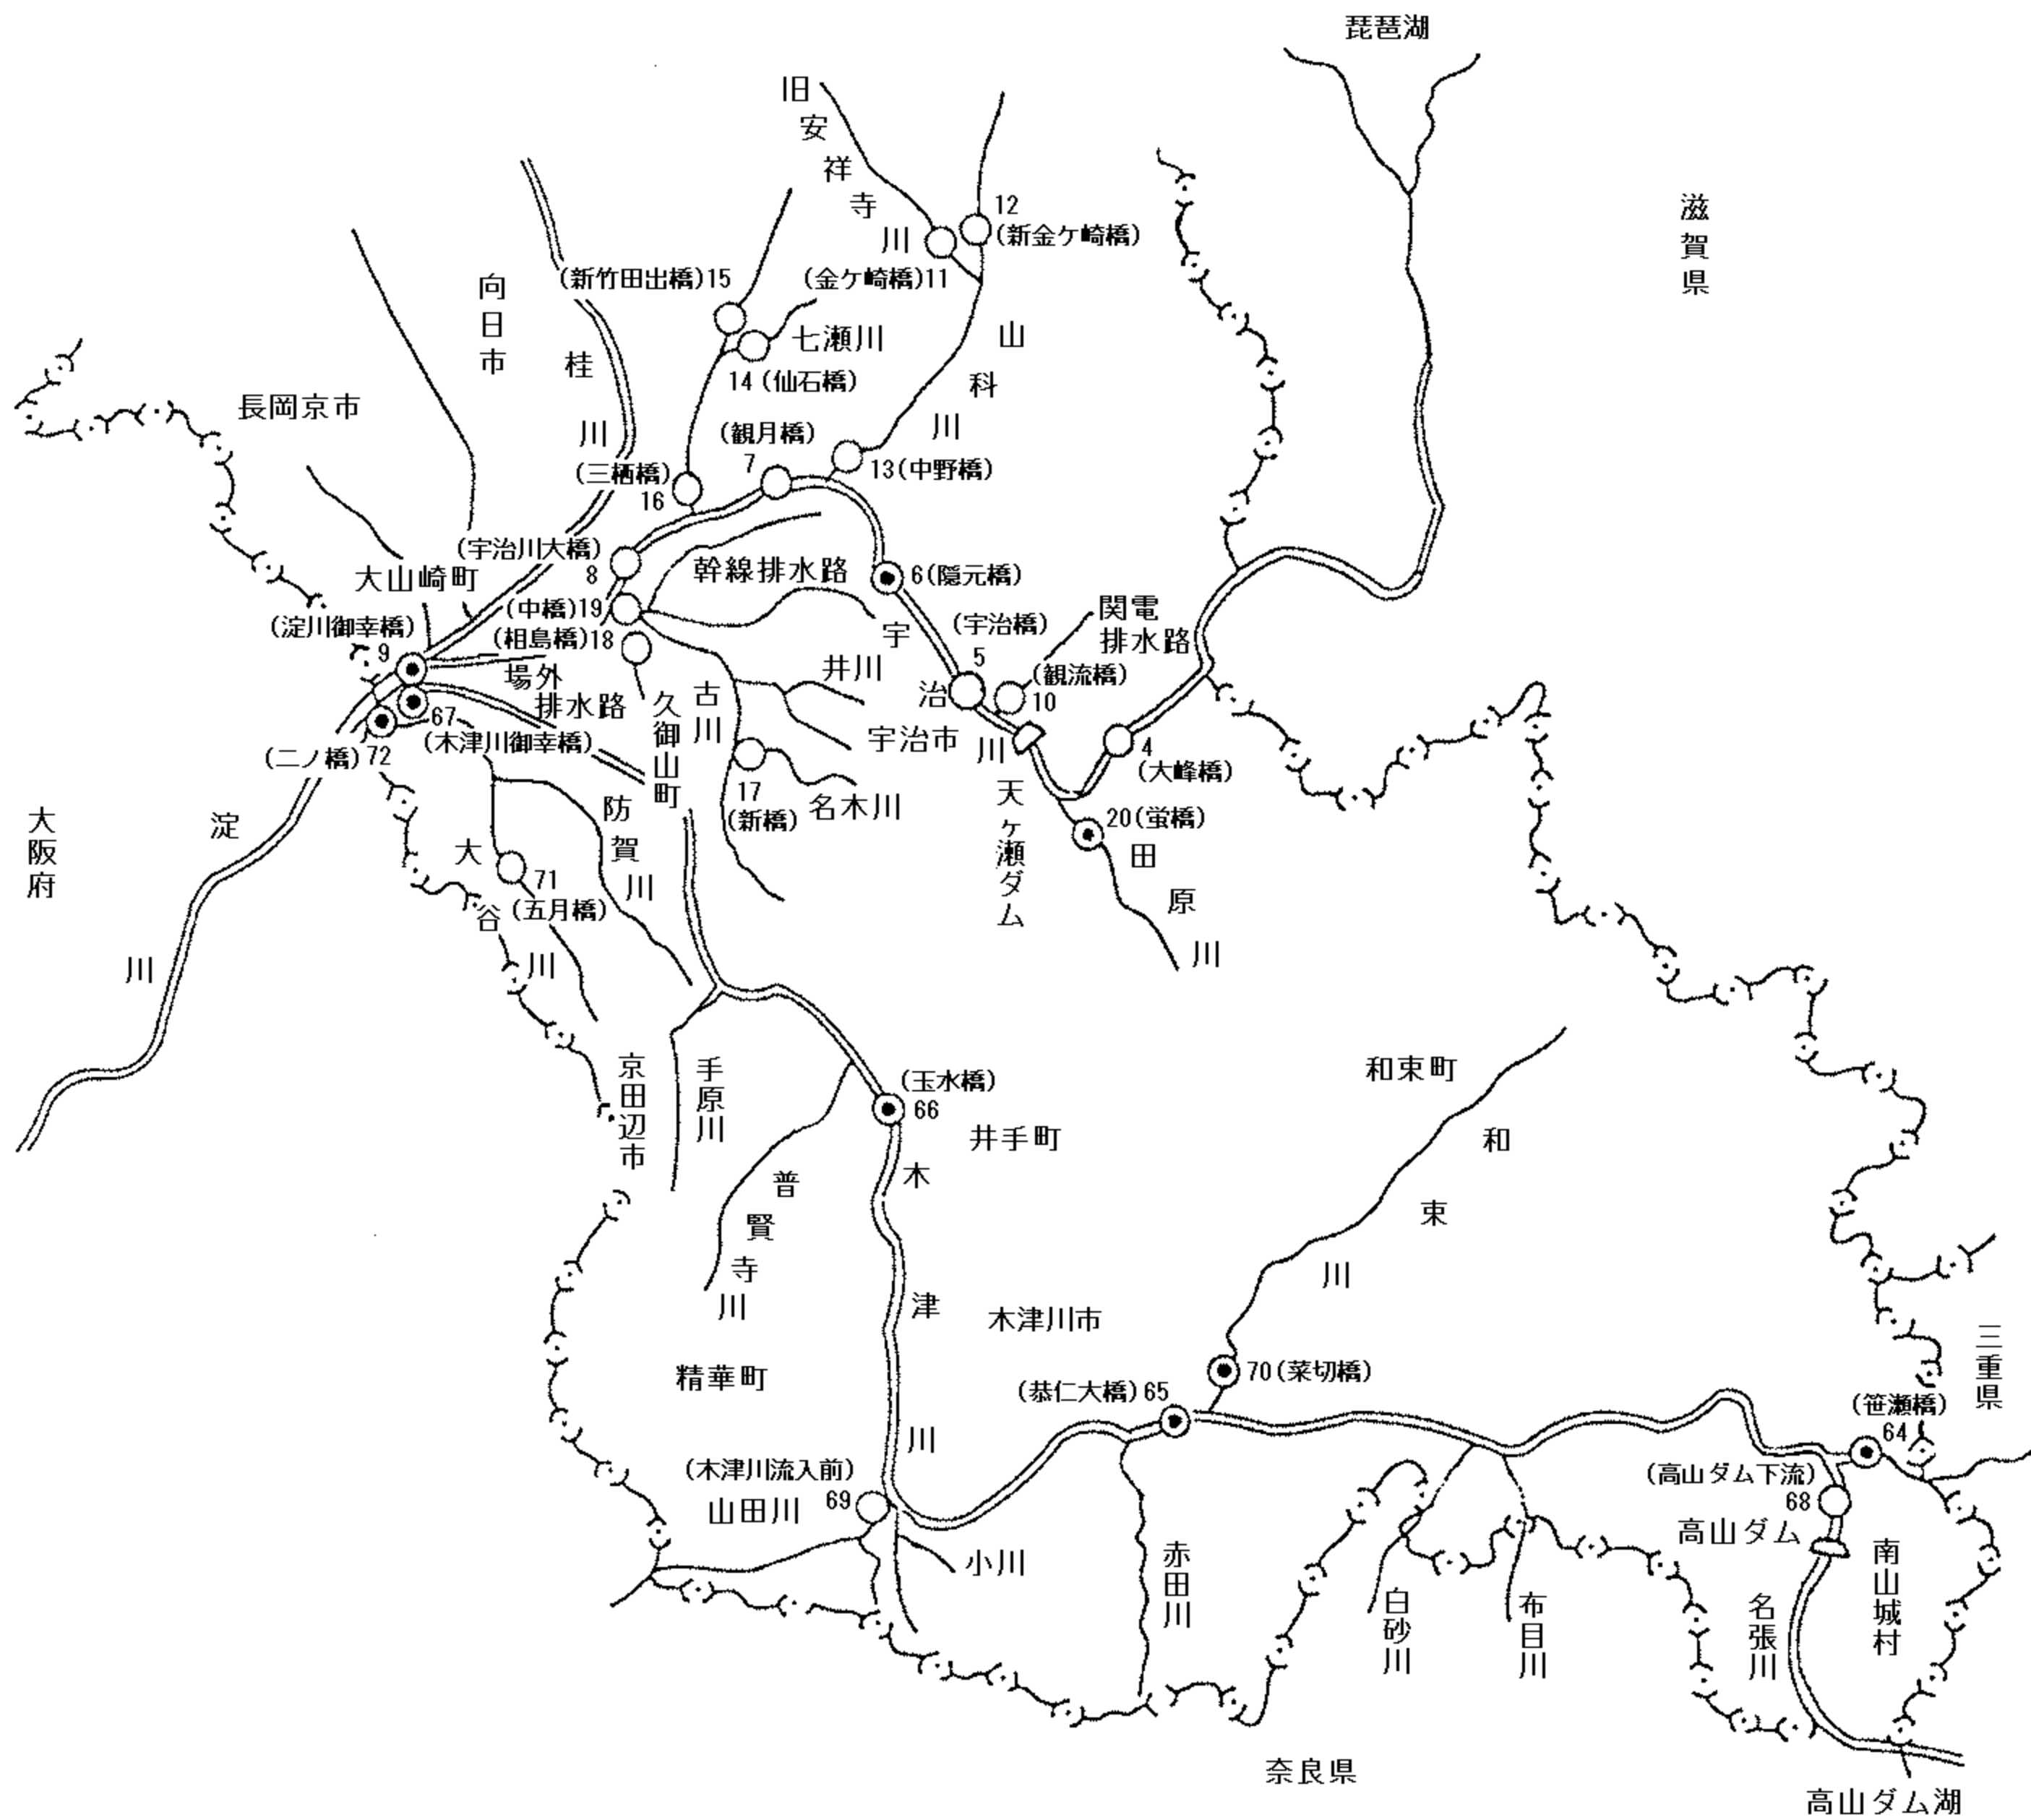 琵琶湖
滋賀県
旧安祥寺川
12
(新金ケ崎橋)
(金ケ崎橋)11
(新竹田出橋)15
七瀬川
14(仙石橋)
山科川
向日市
桂川
長岡京市
(観月橋)
7
13(中野橋)
(三栖橋)
16
(宇治川大橋)
8
幹線排水路
6(隠元橋)
大山崎町
(中橋)19
(淀川御幸橋)
9
(相島橋)18
場外
排水路
宇治川
(宇治橋)
5
関電
排水路
(観流橋)
10
井川
古川
久御山町
宇治市
67
(木津川御幸橋)
(二ノ橋)72
4
(大峰橋)
17
(新橋)
名木川
天ヶ瀬ダム
20(蛍橋)
田原川
大阪府
淀川
防賀川
大谷川
71
(五月橋)
京田辺市
手原川
(玉水橋)
66
井手町
和束町
和束川
普賢寺川
木津川
木津川市
精華町
三重県
(恭仁大橋)65
70(菜切橋)
(笹瀬橋)
64
(木津川流入前)
69
山田川
小川
(高山ダム下流)
68
高山ダム
赤田川
白砂川
布目川
名張川
南山城村
奈良県
高山ダム湖